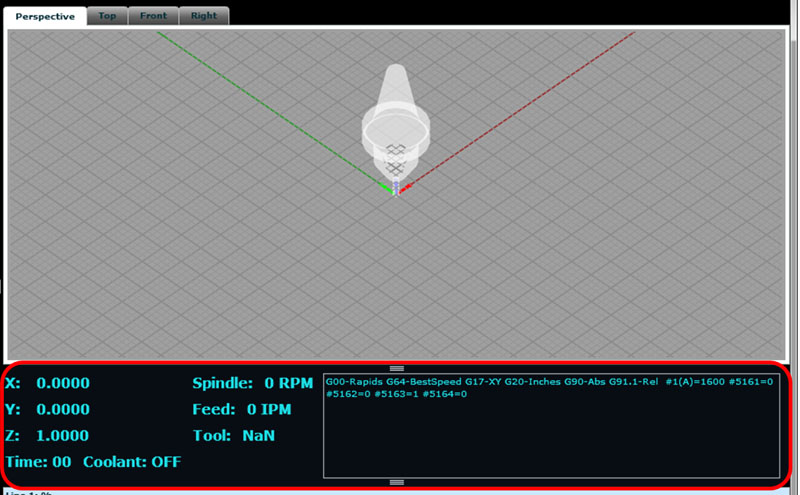 Perspective Top Front Right
X: 0.0000 Spindle: 0 RPM
Y: 0.0000 Feed: 0 IPM
Z: 1.0000 Tool: NaN
Time: 00 Coolant: OFF
G00-Rapids G64-BestSpeed G17-XY G20-Inches G90-Abs G91.1-Rel #1(A)=1600 #5161=0
#5162=0 #5163=1 #5164=0